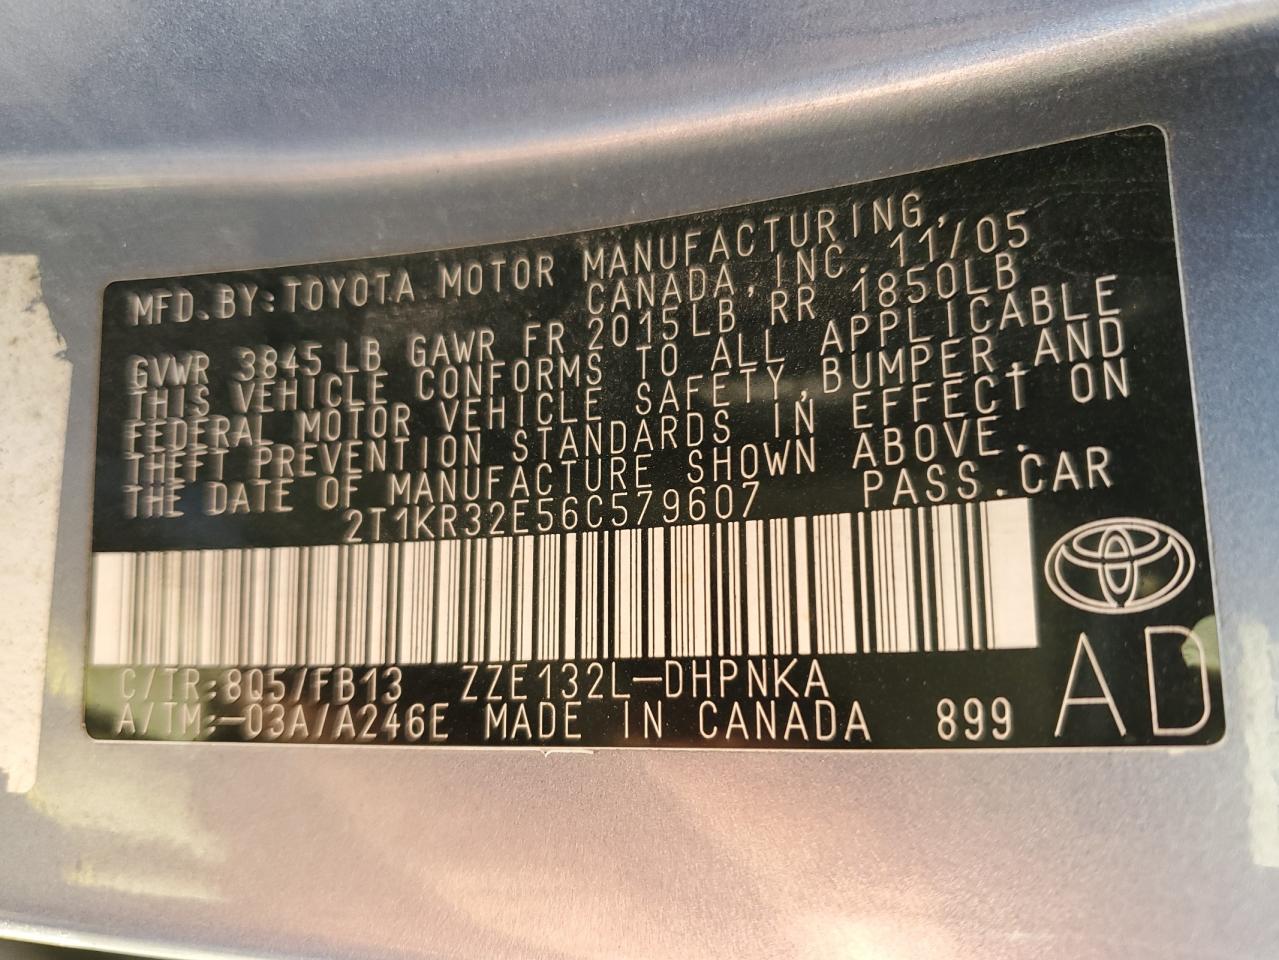 MFD.BY:TOYOTA MOTOR MANUFACTURING,
CANADA,INC. 11/05
GVWR 3845LB GAWR FR 2015LB RR 1850LB
THIS VEHICLE CONFORMS TO ALL APPLICABLE
FEDERAL MOTOR VEHICLE SAFETY,BUMPER,AND
THEFT PREVENTION STANDARDS IN EFFECT ON
THE DATE OF MANUFACTURE SHOWN ABOVE.
2T1KR32E56C579607 PASS.CAR
C/TR:8Q5/FB13 ZZE132L-DHPNKA
A/TM:-03A/A246E MADE IN CANADA 899
AD